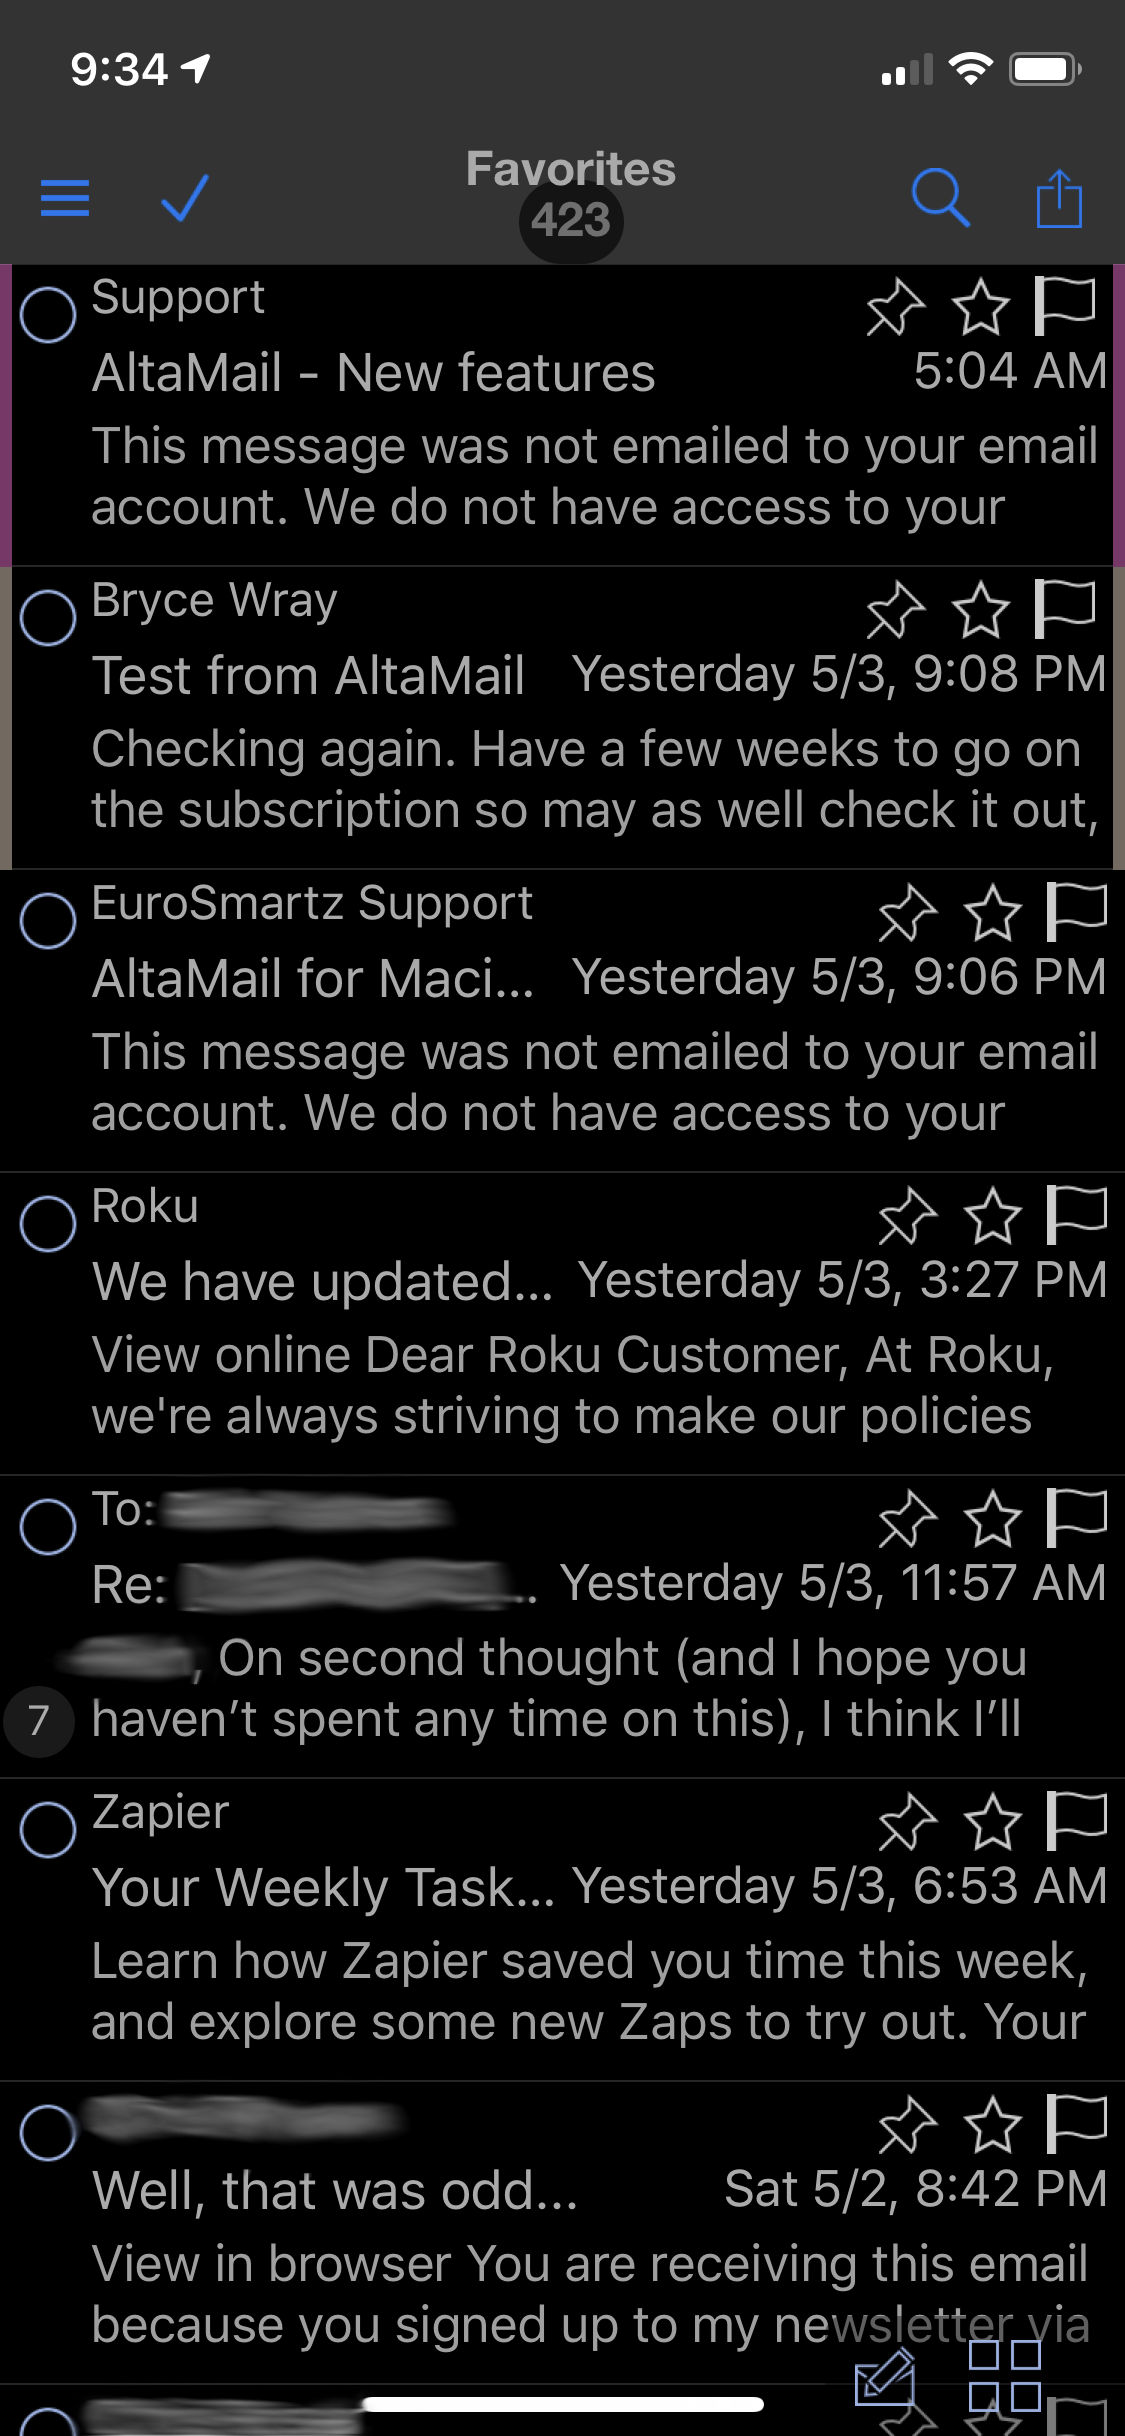 9:34
Favorites
423
Support
AltaMail - New features 5:04 AM
This message was not emailed to your email
account. We do not have access to your
Bryce Wray
Test from AltaMail Yesterday 5/3, 9:08 PM
Checking again. Have a few weeks to go on
the subscription so may as well check it out,
EuroSmartz Support
AltaMail for Maci... Yesterday 5/3, 9:06 PM
This message was not emailed to your email
account. We do not have access to your
Roku
We have updated... Yesterday 5/3, 3:27 PM
View online Dear Roku Customer, At Roku,
we're always striving to make our policies
To:
Re: .. Yesterday 5/3, 11:57 AM
, On second thought (and I hope you
7 haven’t spent any time on this), I think I’ll
Zapier
Your Weekly Task... Yesterday 5/3, 6:53 AM
Learn how Zapier saved you time this week,
and explore some new Zaps to try out. Your
Well, that was odd... Sat 5/2, 8:42 PM
View in browser You are receiving this email
because you signed up to my newsletter via